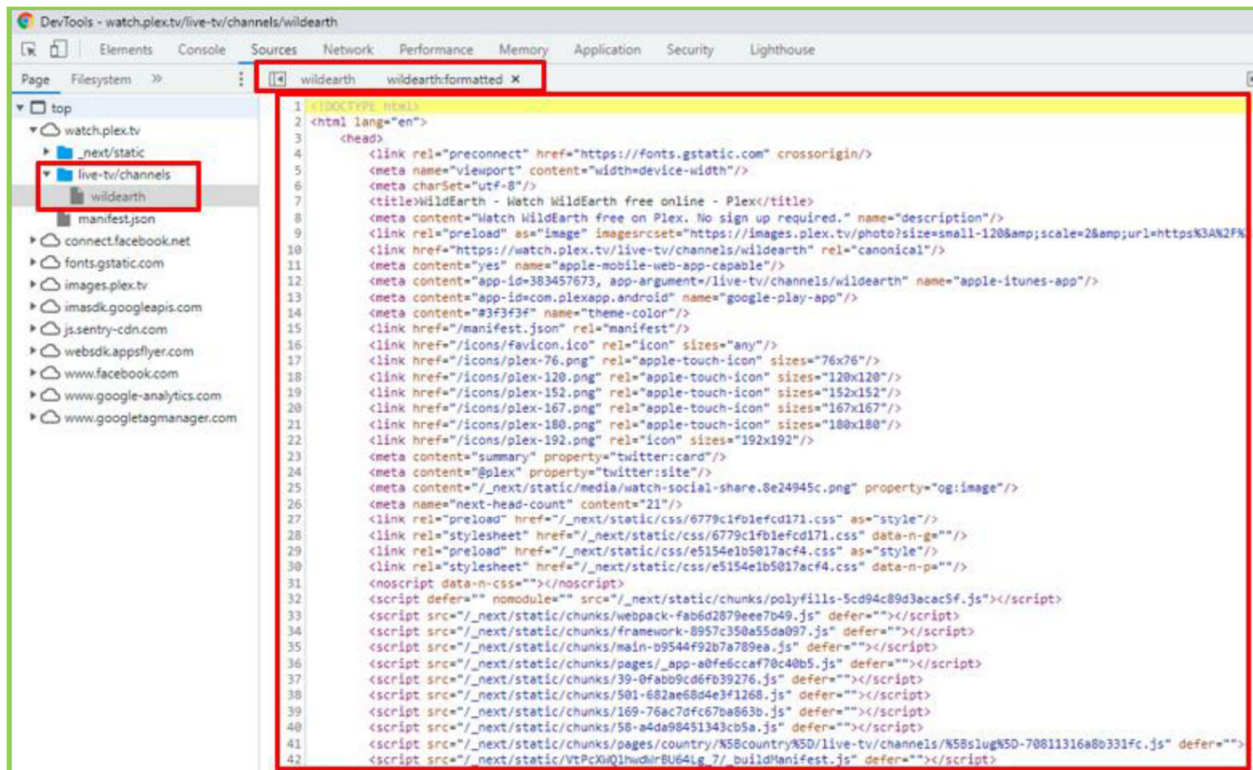 DevTools - watch.plex.tv/live-tv/channels/wildearth
Elements Console Sources Network Performance Memory Application Security Lighthouse
Page Filesystem » wildearth wildearth:formatted ×
top
watch.plex.tv
_next/static
live-tv/channels
wildearth
manifest.json
connect.facebook.net
fonts.gstatic.com
images.plex.tv
imasdk.googleapis.com
js.sentry-cdn.com
websdk.appsflyer.com
www.facebook.com
www.google-analytics.com
www.googletagmanager.com
1 <!DOCTYPE html>
2 <html lang="en">
3 <head>
4 <link rel="preconnect" href="https://fonts.gstatic.com" crossorigin/>
5 <meta name="viewport" content="width=device-width"/>
6 <meta charSet="utf-8"/>
7 <title>WildEarth - Watch WildEarth free online - Plex</title>
8 <meta content="Watch WildEarth free on Plex. No sign up required." name="description"/>
9 <link rel="preload" as="image" imagesrcset="https://images.plex.tv/photo?size=small-120&amp;scale=2&amp;url=https%3A%2F%
10 <link href="https://watch.plex.tv/live-tv/channels/wildearth" rel="canonical"/>
11 <meta content="yes" name="apple-mobile-web-app-capable"/>
12 <meta content="app-id=383457673, app-argument=/live-tv/channels/wildearth" name="apple-itunes-app"/>
13 <meta content="app-id=com.plexapp.android" name="google-play-app"/>
14 <meta content="#3f3f3f" name="theme-color"/>
15 <link href="/manifest.json" rel="manifest"/>
16 <link href="/icons/favicon.ico" rel="icon" sizes="any"/>
17 <link href="/icons/plex-76.png" rel="apple-touch-icon" sizes="76x76"/>
18 <link href="/icons/plex-120.png" rel="apple-touch-icon" sizes="120x120"/>
19 <link href="/icons/plex-152.png" rel="apple-touch-icon" sizes="152x152"/>
20 <link href="/icons/plex-167.png" rel="apple-touch-icon" sizes="167x167"/>
21 <link href="/icons/plex-180.png" rel="apple-touch-icon" sizes="180x180"/>
22 <link href="/icons/plex-192.png" rel="icon" sizes="192x192"/>
23 <meta content="summary" property="twitter:card"/>
24 <meta content="@plex" property="twitter:site"/>
25 <meta content="/_next/static/media/watch-social-share.8e24945c.png" property="og:image"/>
26 <meta name="next-head-count" content="21"/>
27 <link rel="preload" href="/_next/static/css/6779c1fb1efcd171.css" as="style"/>
28 <link rel="stylesheet" href="/_next/static/css/6779c1fb1efcd171.css" data-n-g=""/>
29 <link rel="preload" href="/_next/static/css/e5154e1b5017acf4.css" as="style"/>
30 <link rel="stylesheet" href="/_next/static/css/e5154e1b5017acf4.css" data-n-p=""/>
31 <noscript data-n-css=""></noscript>
32 <script defer="" nomodule="" src="/_next/static/chunks/polyfills-5cd94c89d3acac5f.js"></script>
33 <script src="/_next/static/chunks/webpack-fab6d2879eee7b49.js" defer=""></script>
34 <script src="/_next/static/chunks/framework-8957c350a55da097.js" defer=""></script>
35 <script src="/_next/static/chunks/main-b9544f92b7a789ea.js" defer=""></script>
36 <script src="/_next/static/chunks/pages/_app-a0fe6ccaf70c40b5.js" defer=""></script>
37 <script src="/_next/static/chunks/39-0fabb9cd6fb39276.js" defer=""></script>
38 <script src="/_next/static/chunks/501-682ae68d4e3f1268.js" defer=""></script>
39 <script src="/_next/static/chunks/169-76ac7dfc67ba863b.js" defer=""></script>
40 <script src="/_next/static/chunks/58-a4da98451343cb5a.js" defer=""></script>
41 <script src="/_next/static/chunks/pages/country/%5Bcountry%5D/live-tv/channels/%5Bslug%5D-70811316a8b331fc.js" defer="">
42 <script src="/_next/static/VtPcXWQ1hwdWrBU64Lg_7/_buildManifest.js" defer=""></script>